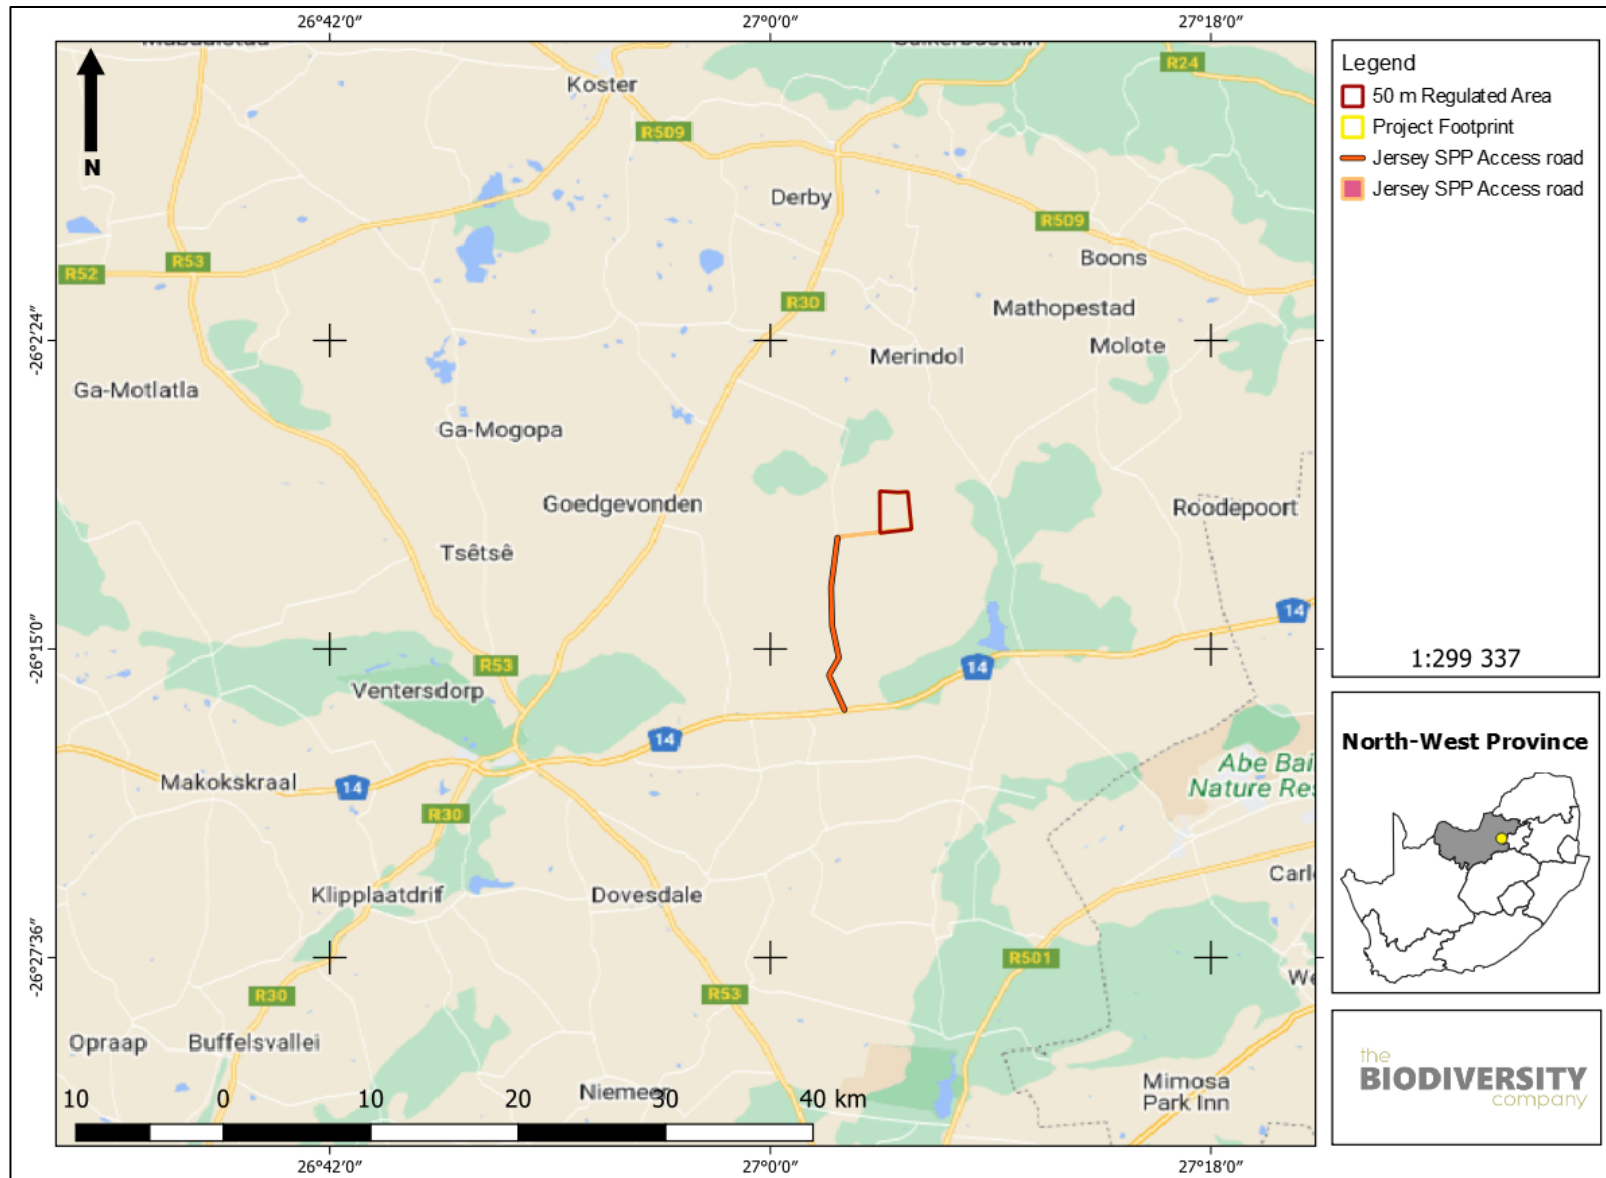 26°42'0"
27°0'0"
27°18'0"
N
Koster
R24
R509
Derby
R509
Boons
R52
R53
R30
Mathopestad
Molote
Merindol
-26°2'24"
Ga-Motlatla
Ga-Mogopa
Goedgevonden
Roodepoort
Tsêtsê
14
-26°15'0"
R53
14
Ventersdorp
14
Makokskraal
14
Abe Bai
Nature Res
R30
Klipplaatdrif
Dovesdale
Carl
-26°27'36"
R501
We
R30
R53
Opraap
Buffelsvallei
Niemeer
Mimosa
Park Inn
10 0 10 20 30 40 km
26°42'0"
27°0'0"
27°18'0"
Legend
50 m Regulated Area
Project Footprint
Jersey SPP Access road
Jersey SPP Access road
1:299 337
North-West Province
the
BIODIVERSITY
company